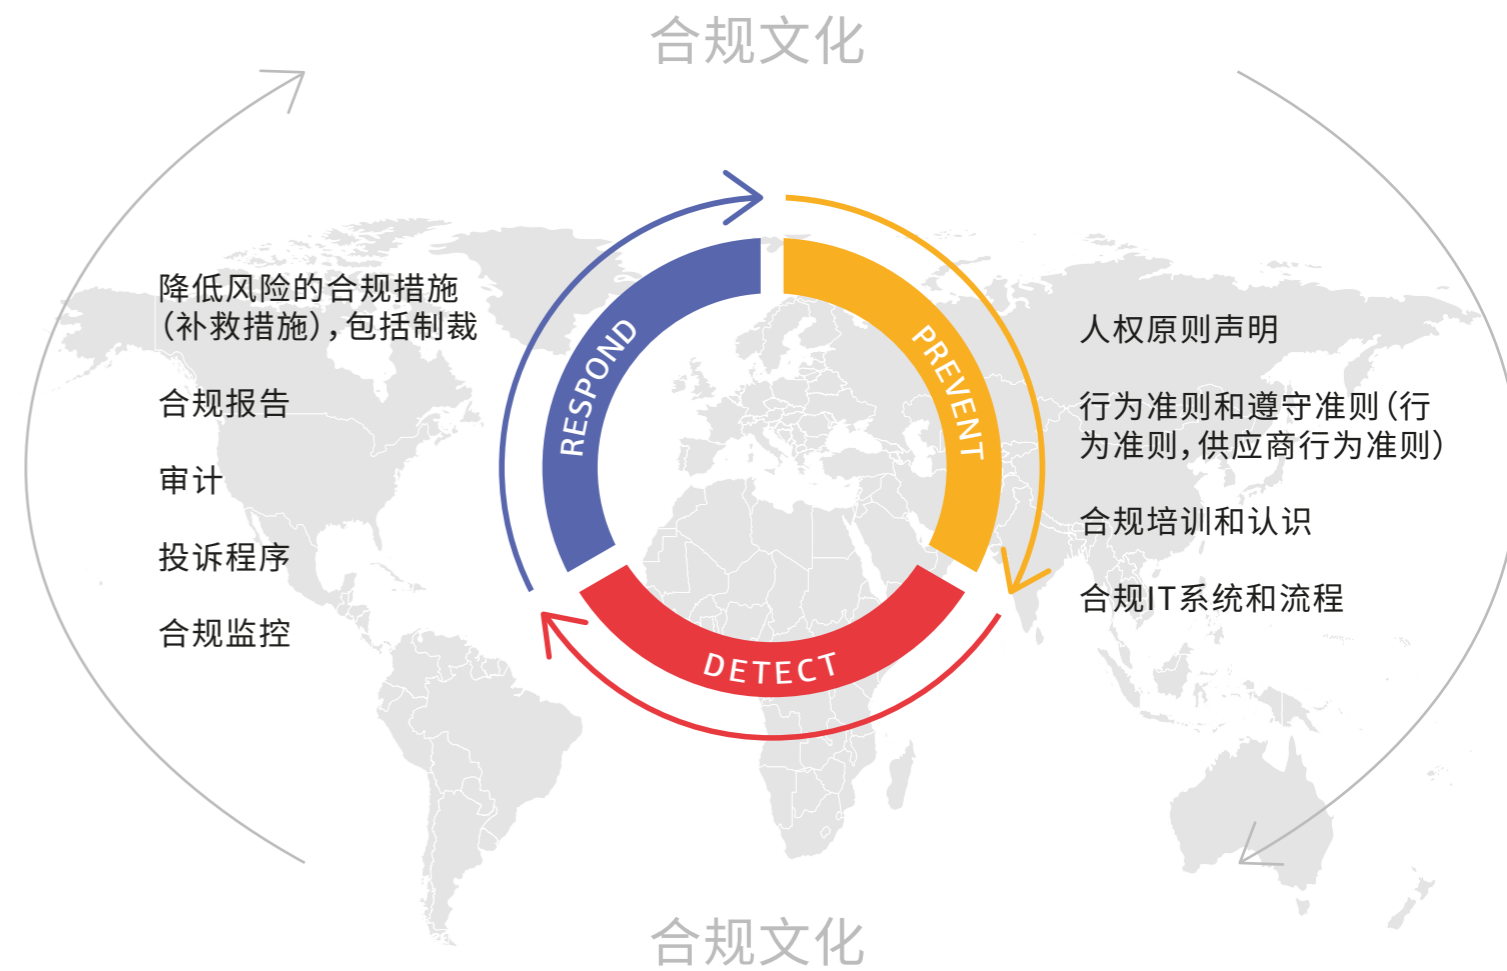 合规文化
降低风险的合规措施
（补救措施），包括制裁
合规报告
审计
投诉程序
合规监控
RESPOND
PREVENT
DETECT
人权原则声明
行为准则和遵守准则（行
为准则，供应商行为准则）
合规培训和认识
合规IT系统和流程
合规文化